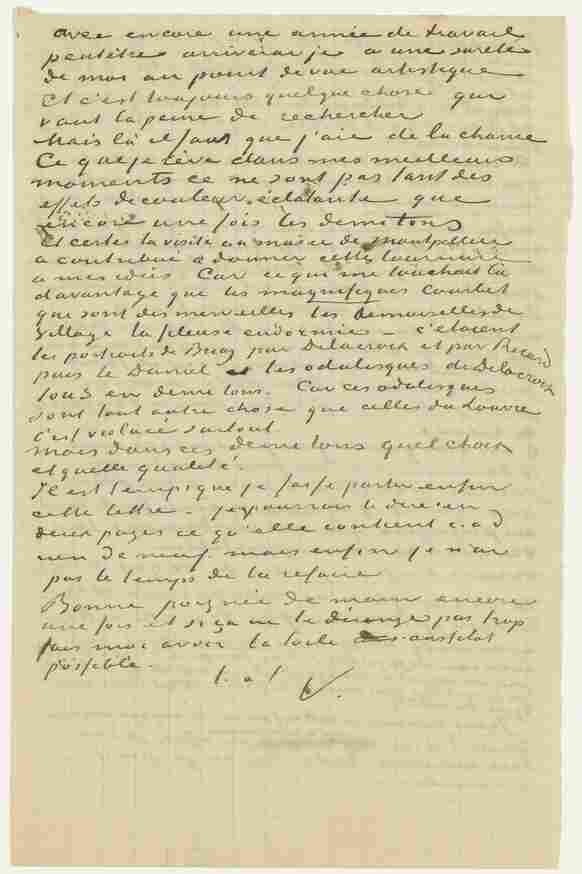 avec encore une année de travail
peutetre arriverai je a une sureté
de moi au point de vue artistique
Et c'est toujours quelque chose qui
vaut la peine de rechercher
Mais là il faut que j'aie de la chance
Ce que je rève dans mes meilleurs
moments ce ne sont pas tant des
effets de couleur éclatants que
encore une fois les demi tons
Et certes la visite au musée de Montpellier
a contribué a donner cette tournure
a mes idées Car ce qui me touchait là
davantage que les magnifiques Courbet
qui sont des merveilles les demoiselles de
village la fileuse endormie – c'étaient
les portraits de Bruyas par Delacroix et par Ricard
puis le Daniel et les odalisques de Delacroix
tous en demi tons. Car ces odalisques
sont tout autre chose que celles du Louvre
c'est violacé surtout
mais dans ces demi tons quel choix
et quelle qualité.
Il est temps que je fasse partir enfin
cette lettre – je pourrais te dire en
deux pages ce qu'elle contient c.à d
rien de neuf mais enfin je n'ai
pas le temps de la refaire
Bonne poignée de main encore
une fois et si ça ne te dérange pas trop
fais moi avoir la toile aussitôt
possible.
t. à t
V.